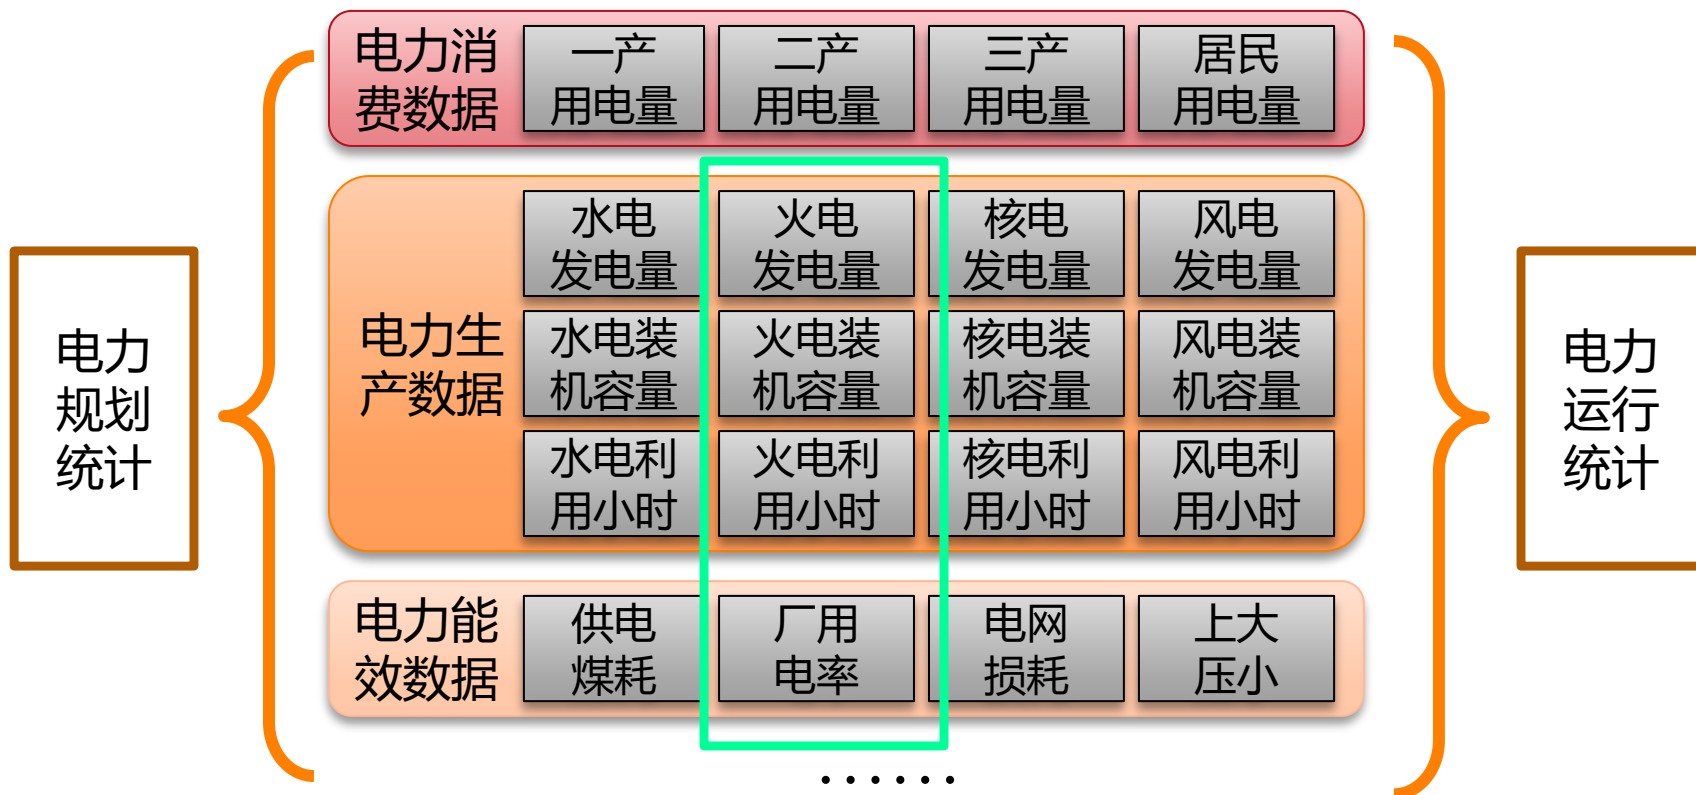 电力
规划
统计
电力消
费数据
一产
用电量
二产
用电量
三产
用电量
居民
用电量
电力生
产数据
水电
发电量
火电
发电量
核电
发电量
风电
发电量
水电装
机容量
火电装
机容量
核电装
机容量
风电装
机容量
水电利
用小时
火电利
用小时
核电利
用小时
风电利
用小时
电力能
效数据
供电
煤耗
厂用
电率
电网
损耗
上大
压小
······
电力
运行
统计